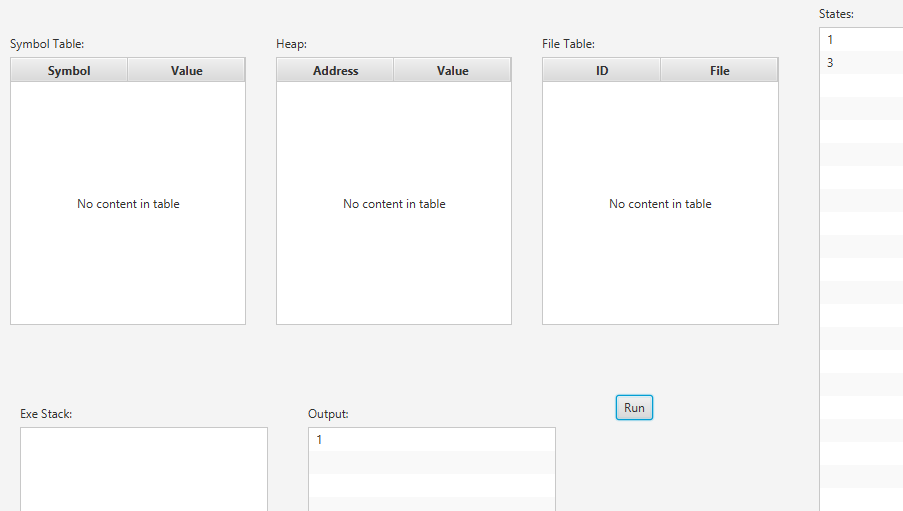 States:
1
3
Symbol Table:
Symbol Value
No content in table
Heap:
Address Value
No content in table
File Table:
ID File
No content in table
Exe Stack:
Output:
1
Run